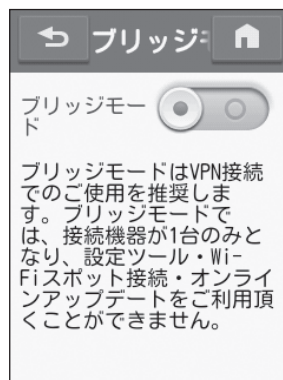 ブリッジモ
ブリッジモー
ド
ブリッジモードはVPN接続
でのご使用を推奨しま
す。ブリッジモードで
は、接続機器が1台のみと
なり、設定ツール・Wi-
Fiスポット接続・オンライ
ンアップデートをご利用頂
くことができません。